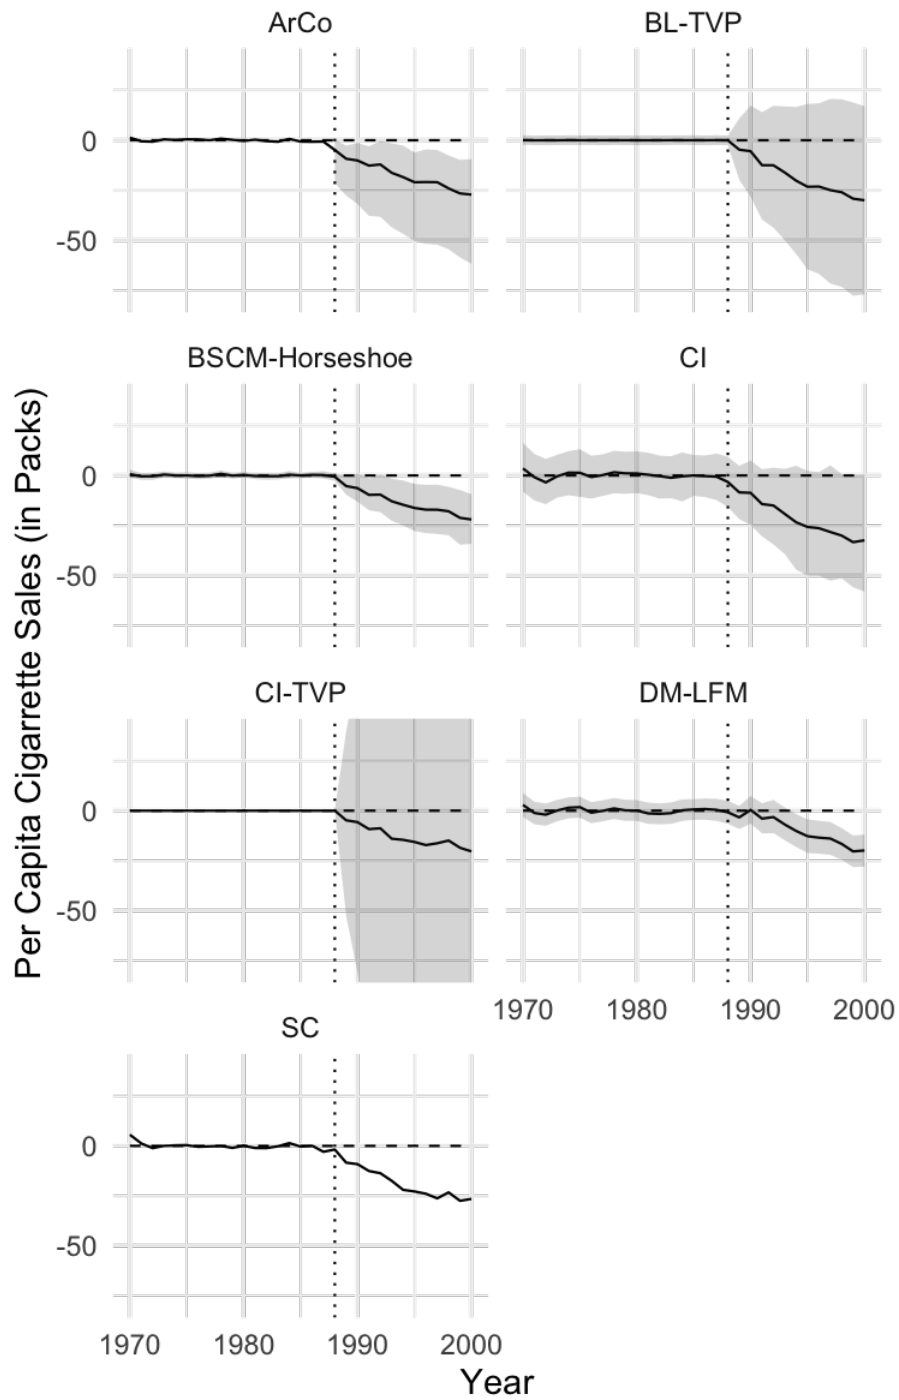 ArCo
BL-TVP
0
-50
BSCM-Horseshoe
CI
0
-50
CI-TVP
DM-LFM
0
-50
1970 1980 1990 2000
SC
0
-50
1970 1980 1990 2000
Year
Per Capita Cigarrette Sales (in Packs)